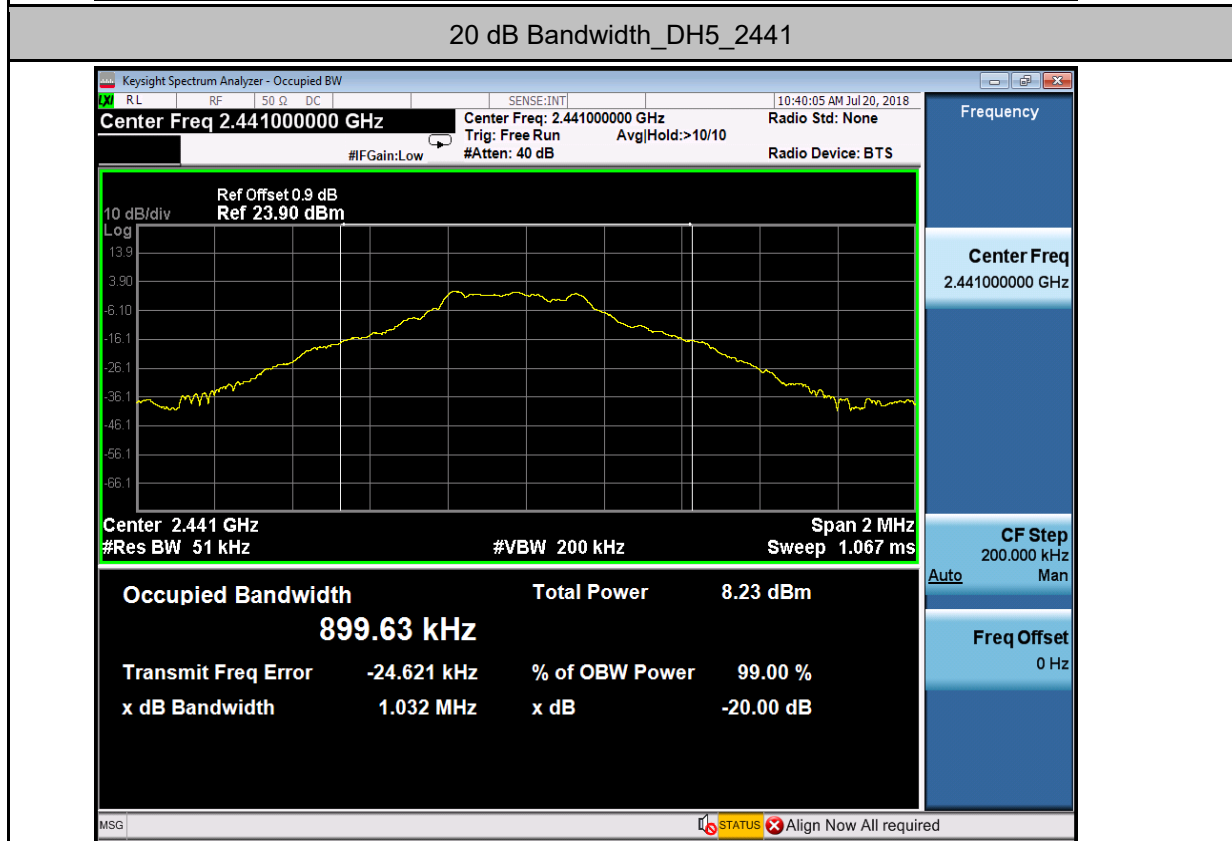 20 dB Bandwidth_DH5_2441
Keysight Spectrum Analyzer - Occupied BW
LXI RL RF 50 Ω DC SENSE:INT 10:40:05 AM Jul 20, 2018
Center Freq 2.441000000 GHz Center Freq: 2.441000000 GHz Radio Std: None
Trig: Free Run Avg|Hold:>10/10
#IFGain:Low #Atten: 40 dB Radio Device: BTS
Frequency
Ref Offset 0.9 dB
10 dB/div Ref 23.90 dBm
Log
13.9
3.90
-6.10
-16.1
-26.1
-36.1
-46.1
-56.1
-66.1
Center Freq
2.441000000 GHz
Center 2.441 GHz Span 2 MHz
#Res BW 51 kHz #VBW 200 kHz Sweep 1.067 ms
CF Step
200.000 kHz
Auto Man
Occupied Bandwidth Total Power 8.23 dBm
899.63 kHz
Transmit Freq Error -24.621 kHz % of OBW Power 99.00 %
x dB Bandwidth 1.032 MHz x dB -20.00 dB
Freq Offset
0 Hz
MSG STATUS Align Now All required